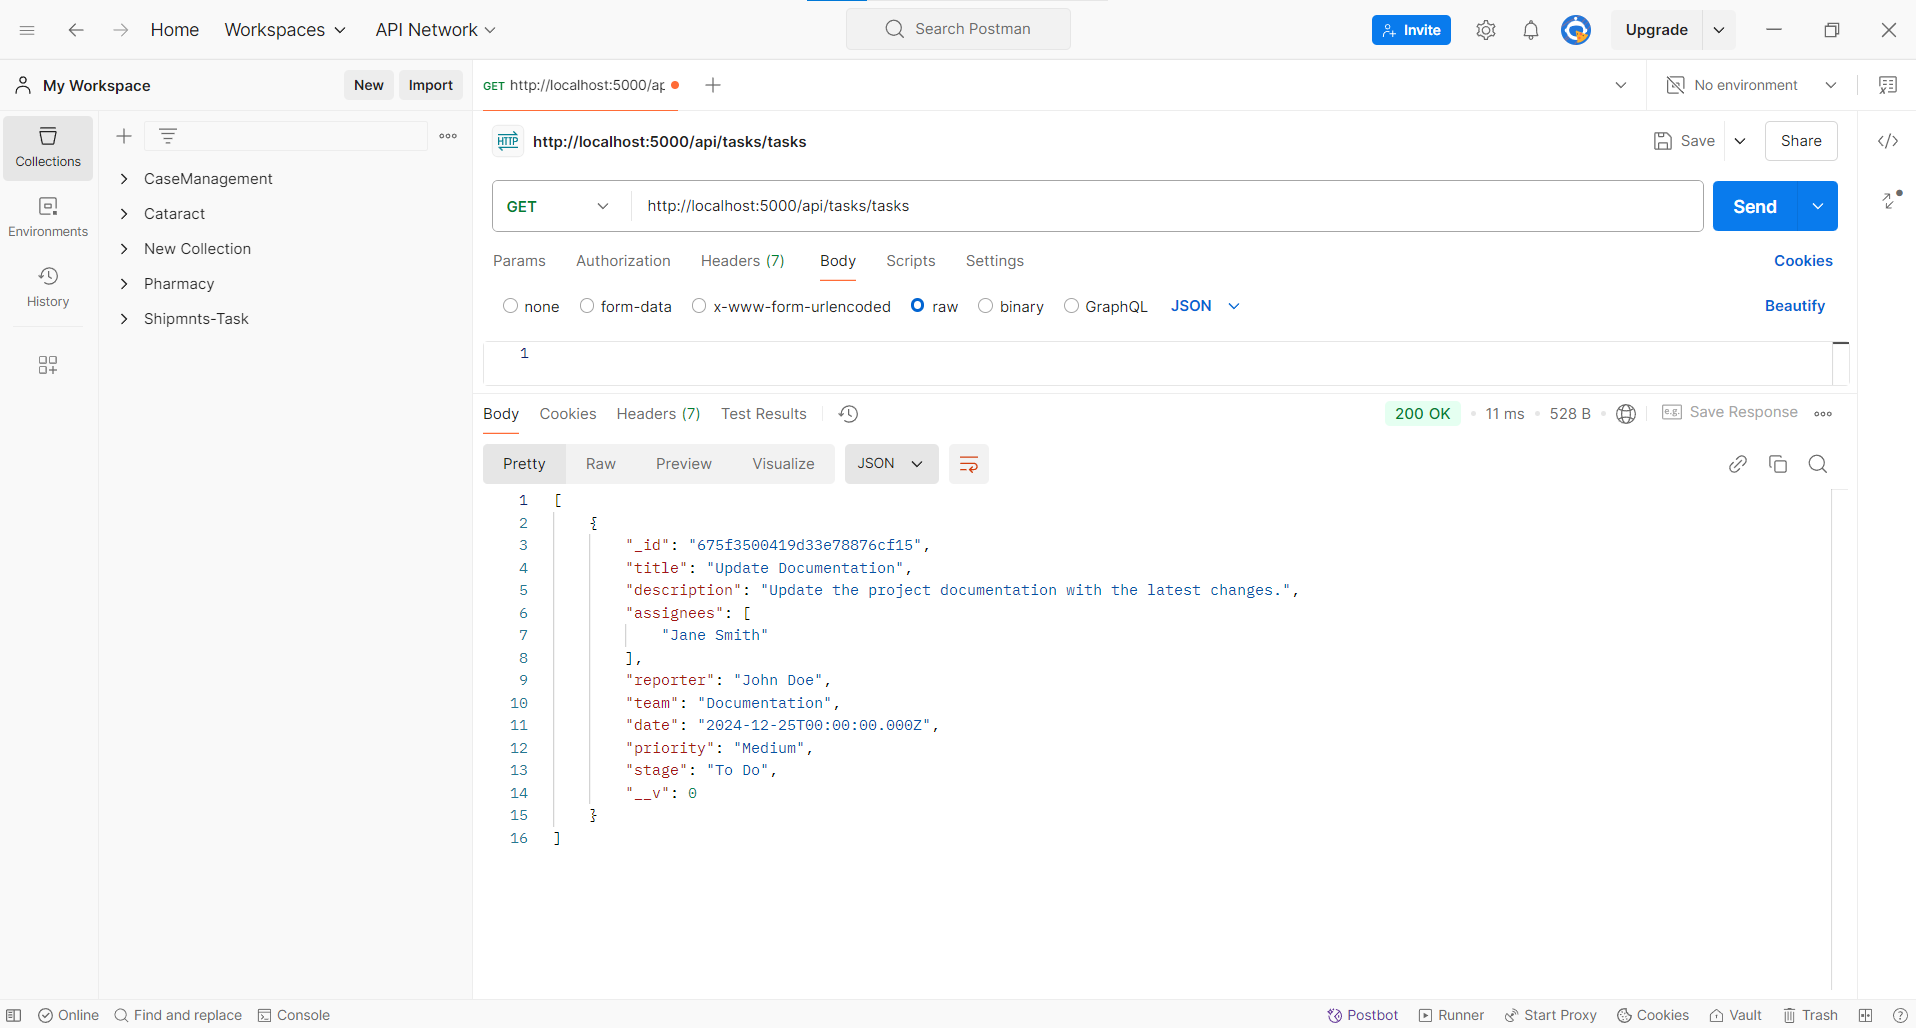 Home Workspaces API Network Search Postman Invite Upgrade
My Workspace New Import GET http://localhost:5000/ap No environment
Collections
Environments
History
CaseManagement
Cataract
New Collection
Pharmacy
Shipmnts-Task
HTTP http://localhost:5000/api/tasks/tasks Save Share
GET http://localhost:5000/api/tasks/tasks Send
Params Authorization Headers (7) Body Scripts Settings Cookies
none form-data x-www-form-urlencoded raw binary GraphQL JSON Beautify
1
Body Cookies Headers (7) Test Results 200 OK 11 ms 528 B e.g. Save Response
Pretty Raw Preview Visualize JSON
1 [
2 {
3 "_id": "675f3500419d33e78876cf15",
4 "title": "Update Documentation",
5 "description": "Update the project documentation with the latest changes.",
6 "assignees": [
7 "Jane Smith"
8 ],
9 "reporter": "John Doe",
10 "team": "Documentation",
11 "date": "2024-12-25T00:00:00.000Z",
12 "priority": "Medium",
13 "stage": "To Do",
14 "__v": 0
15 }
16 ]
Online Find and replace Console Postbot Runner Start Proxy Cookies Vault Trash